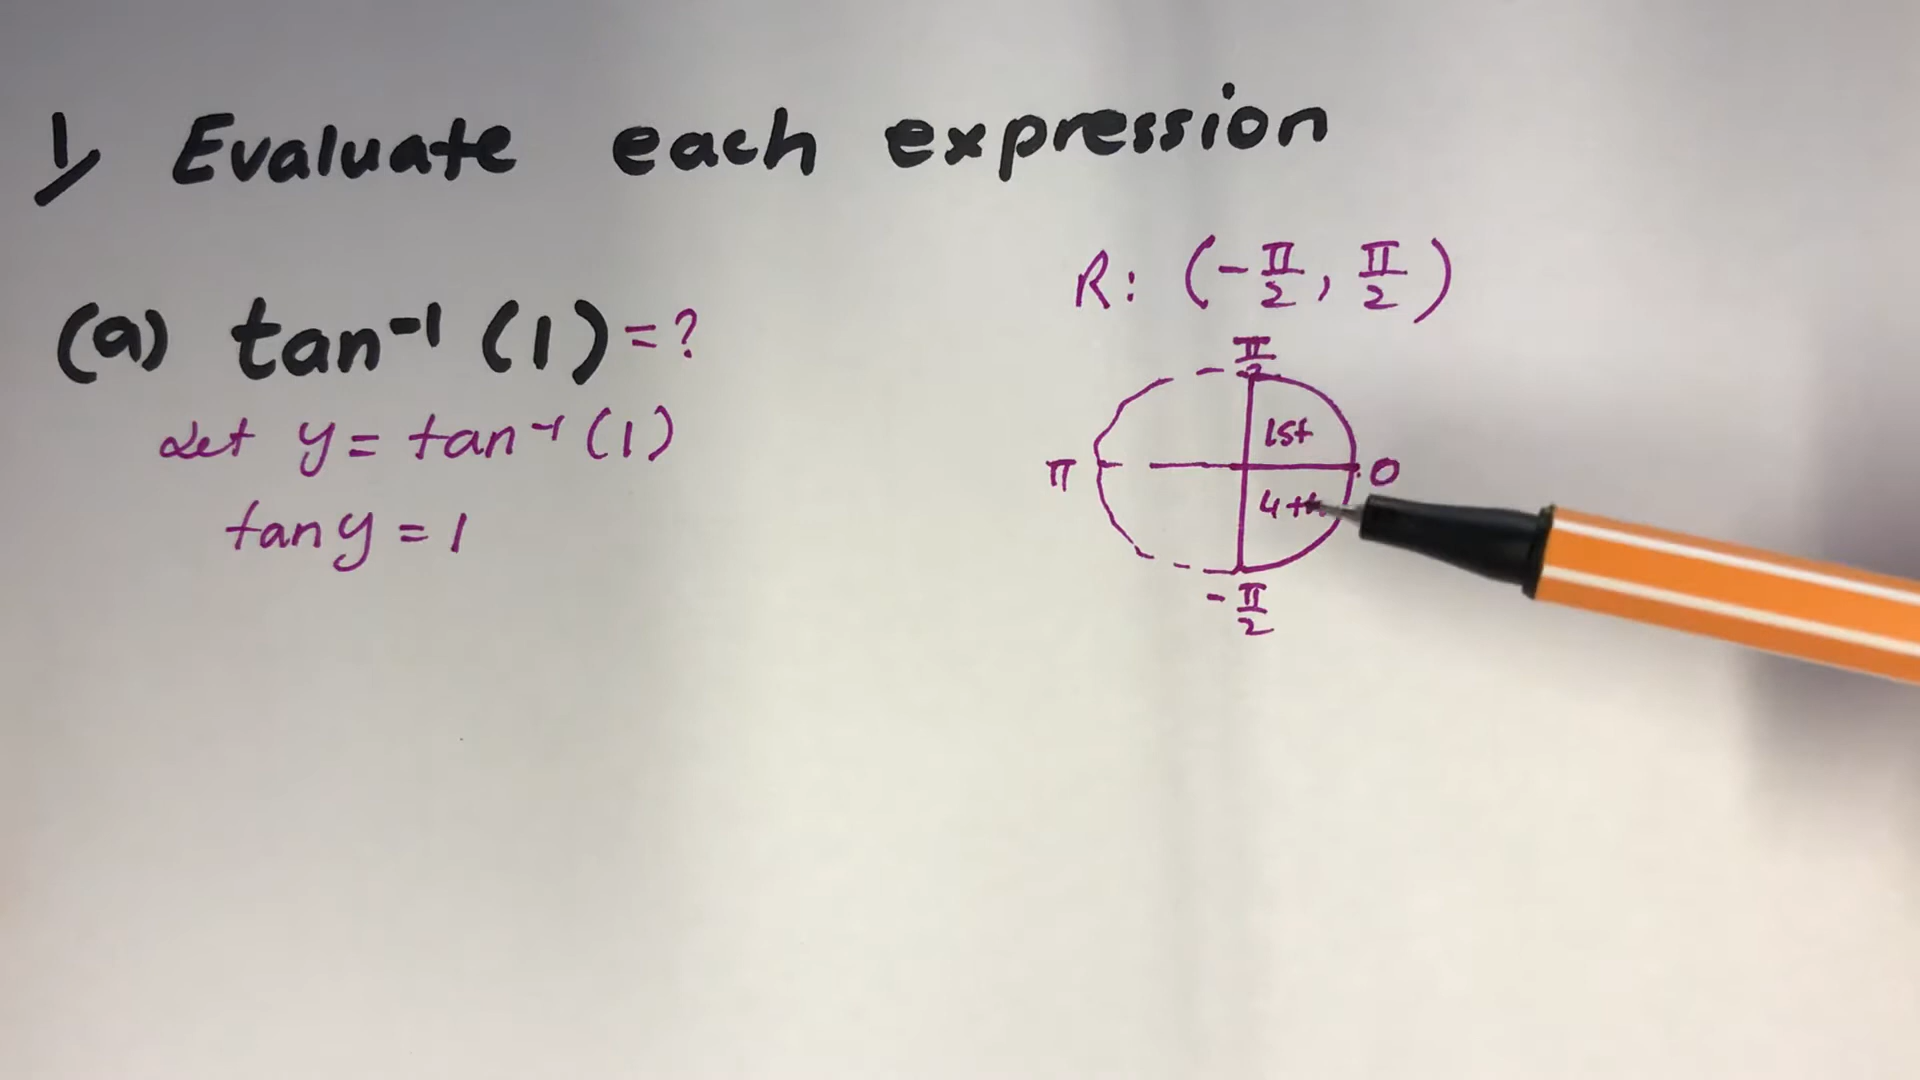 1, Evaluate each expression
R: (-π/2, π/2)
(a) tan⁻¹ (1) = ?
π/2
Let y = tan⁻¹ (1)
1st
π
0
4th
tan y = 1
-π/2